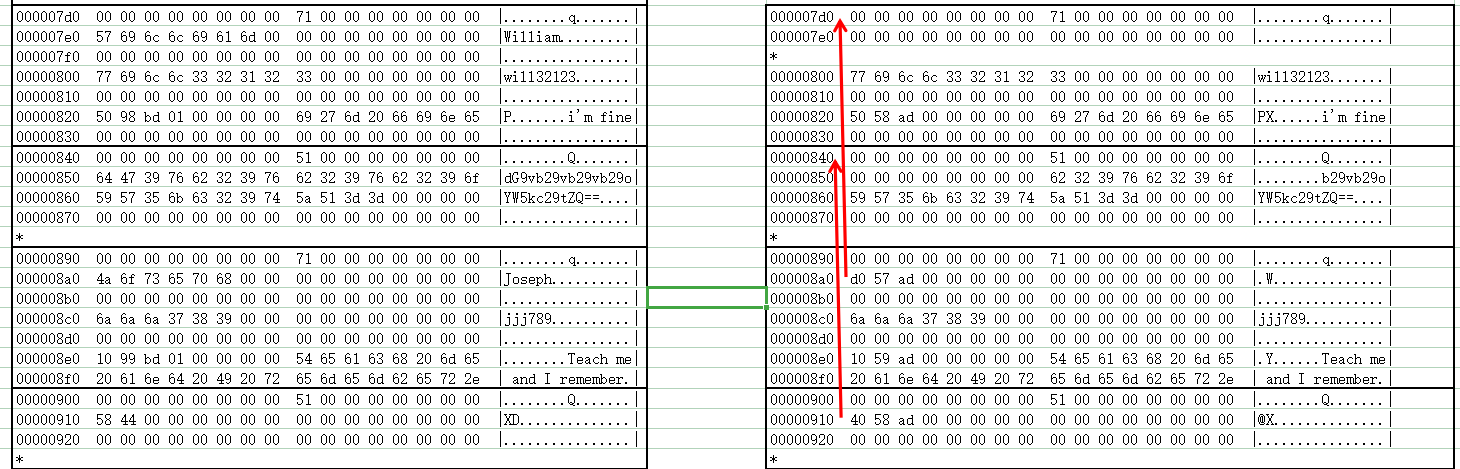 000007d0  00 00 00 00 00 00 00 00  71 00 00 00 00 00 00 00  |........q.......|
000007e0  57 69 6c 6c 69 61 6d 00  00 00 00 00 00 00 00 00  |William.........|
000007f0  00 00 00 00 00 00 00 00  00 00 00 00 00 00 00 00  |................|
00000800  77 69 6c 6c 33 32 31 32  33 00 00 00 00 00 00 00  |will32123.......|
00000810  00 00 00 00 00 00 00 00  00 00 00 00 00 00 00 00  |................|
00000820  50 98 bd 01 00 00 00 00  69 27 6d 20 66 69 6e 65  |P.......i'm fine|
00000830  00 00 00 00 00 00 00 00  00 00 00 00 00 00 00 00  |................|
00000840  00 00 00 00 00 00 00 00  51 00 00 00 00 00 00 00  |........Q.......|
00000850  64 47 39 76 62 32 39 76  62 32 39 76 62 32 39 6f  |dG9vb29vb29vb29o|
00000860  59 57 35 6b 63 32 39 74  5a 51 3d 3d 00 00 00 00  |YW5kc29tZQ==....|
00000870  00 00 00 00 00 00 00 00  00 00 00 00 00 00 00 00  |................|
*
00000890  00 00 00 00 00 00 00 00  71 00 00 00 00 00 00 00  |........q.......|
000008a0  4a 6f 73 65 70 68 00 00  00 00 00 00 00 00 00 00  |Joseph..........|
000008b0  00 00 00 00 00 00 00 00  00 00 00 00 00 00 00 00  |................|
000008c0  6a 6a 6a 37 38 39 00 00  00 00 00 00 00 00 00 00  |jjj789..........|
000008d0  00 00 00 00 00 00 00 00  00 00 00 00 00 00 00 00  |................|
000008e0  10 99 bd 01 00 00 00 00  54 65 61 63 68 20 6d 65  |........Teach me|
000008f0  20 61 6e 64 20 49 20 72  65 6d 65 6d 62 65 72 2e  | and I remember.|
00000900  00 00 00 00 00 00 00 00  51 00 00 00 00 00 00 00  |........Q.......|
00000910  58 44 00 00 00 00 00 00  00 00 00 00 00 00 00 00  |XD..............|
00000920  00 00 00 00 00 00 00 00  00 00 00 00 00 00 00 00  |................|
*
000007d0  00 00 00 00 00 00 00 00  71 00 00 00 00 00 00 00  |........q.......|
000007e0  00 00 00 00 00 00 00 00  00 00 00 00 00 00 00 00  |................|
*
00000800  77 69 6c 6c 33 32 31 32  33 00 00 00 00 00 00 00  |will32123.......|
00000810  00 00 00 00 00 00 00 00  00 00 00 00 00 00 00 00  |................|
00000820  50 58 ad 00 00 00 00 00  69 27 6d 20 66 69 6e 65  |PX......i'm fine|
00000830  00 00 00 00 00 00 00 00  00 00 00 00 00 00 00 00  |................|
00000840  00 00 00 00 00 00 00 00  51 00 00 00 00 00 00 00  |........Q.......|
00000850  00 00 00 00 00 00 00 00  62 32 39 76 62 32 39 6f  |........b29vb29o|
00000860  59 57 35 6b 63 32 39 74  5a 51 3d 3d 00 00 00 00  |YW5kc29tZQ==....|
00000870  00 00 00 00 00 00 00 00  00 00 00 00 00 00 00 00  |................|
*
00000890  00 00 00 00 00 00 00 00  71 00 00 00 00 00 00 00  |........q.......|
000008a0  d0 57 ad 00 00 00 00 00  00 00 00 00 00 00 00 00  |.W..............|
000008b0  00 00 00 00 00 00 00 00  00 00 00 00 00 00 00 00  |................|
000008c0  6a 6a 6a 37 38 39 00 00  00 00 00 00 00 00 00 00  |jjj789..........|
000008d0  00 00 00 00 00 00 00 00  00 00 00 00 00 00 00 00  |................|
000008e0  10 59 ad 00 00 00 00 00  54 65 61 63 68 20 6d 65  |.Y......Teach me|
000008f0  20 61 6e 64 20 49 20 72  65 6d 65 6d 62 65 72 2e  | and I remember.|
00000900  00 00 00 00 00 00 00 00  51 00 00 00 00 00 00 00  |........Q.......|
00000910  40 58 ad 00 00 00 00 00  00 00 00 00 00 00 00 00  |@X..............|
00000920  00 00 00 00 00 00 00 00  00 00 00 00 00 00 00 00  |................|
*